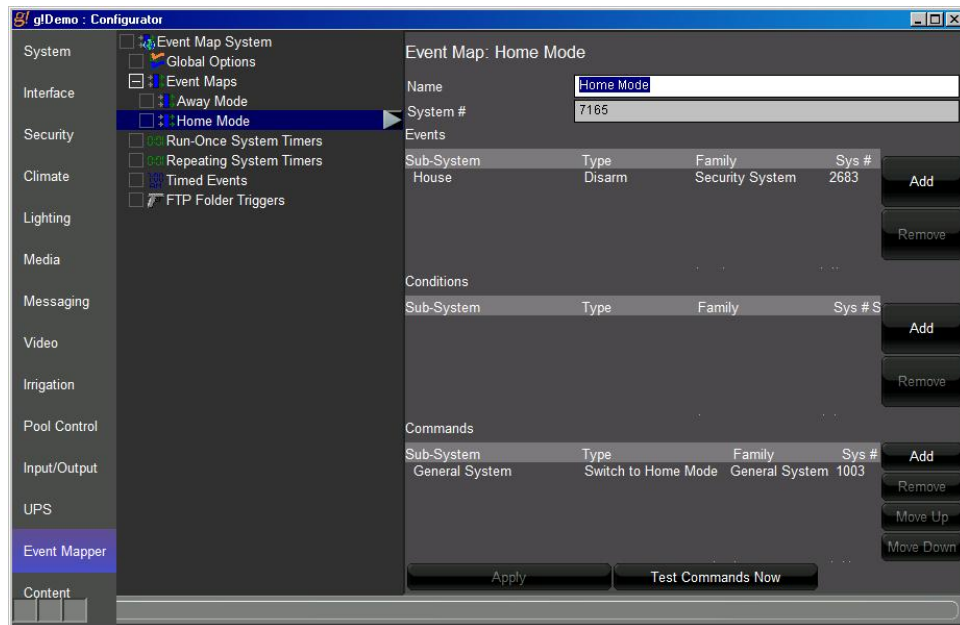 g! g!Demo : Configurator
System
Interface
Security
Climate
Lighting
Media
Messaging
Video
Irrigation
Pool Control
Input/Output
UPS
Event Mapper
Content
Event Map System
Global Options
Event Maps
Away Mode
Home Mode
Run-Once System Timers
Repeating System Timers
Timed Events
FTP Folder Triggers
Event Map: Home Mode
Name Home Mode
System # 7165
Events
Sub-System Type Family Sys #
House Disarm Security System 2683
Add
Remove
Conditions
Sub-System Type Family Sys # S
Add
Remove
Commands
Sub-System Type Family Sys #
General System Switch to Home Mode General System 1003
Add
Remove
Move Up
Move Down
Apply Test Commands Now